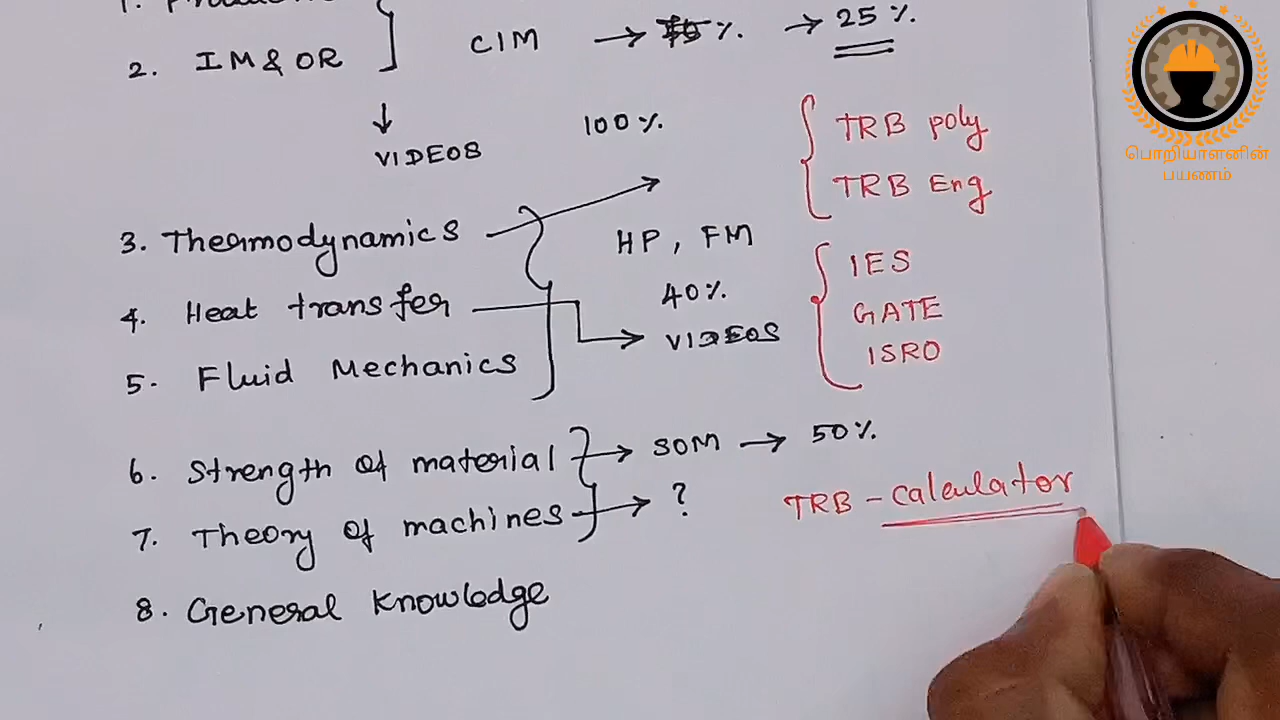 1.
2. IM & OR
CIM → % → 25 %
VIDEOS
100 %
TRB poly
TRB Eng
3. Thermodynamics
HP, FM
IES
4. Heat transfer
40 %
GATE
VIDEOS
ISRO
5. Fluid Mechanics
6. Strength of material → SOM → 50 %
7. Theory of machines → ?
TRB - calculator
8. General Knowledge
பொறியாளனின்
பயணம்